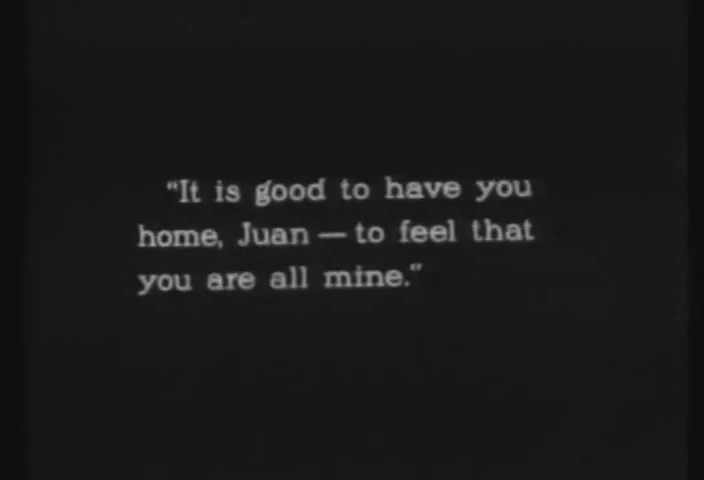 "It is good to have you
home, Juan — to feel that
you are all mine."